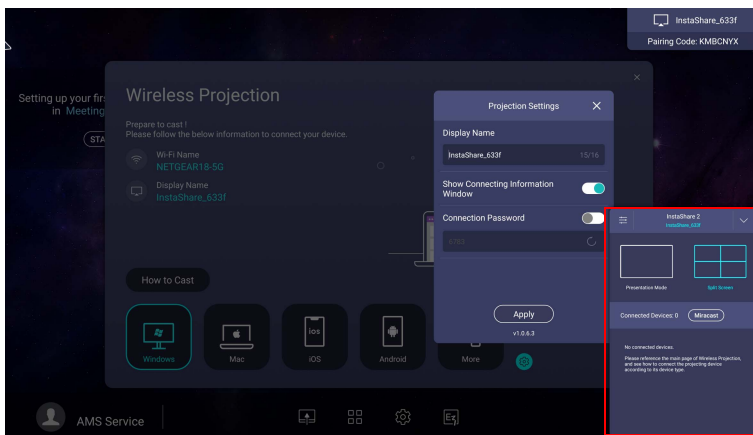 InstaShare_633f
Pairing Code: KMBCNYX
Setting up your fir
in Meeting
STA
Wireless Projection
Prepare to cast !
Please follow the below information to connect your device.
Wi-Fi Name
NETGEAR18-5G
Display Name
InstaShare_633f
How to Cast
Windows
Mac
ios
iOS
Android
More
Projection Settings
Display Name
InstaShare_633f
15/16
Show Connecting Information
Window
Connection Password
6782
Apply
v1.0.6.3
InstaShare 2
InstaShare_633f
Presentation Mode
Split Screen
Connected Devices: 0
Miracast
No connected devices.
Please reference the main page of Wireless Projection,
and see how to connect the projecting device
according to its device type.
AMS Service